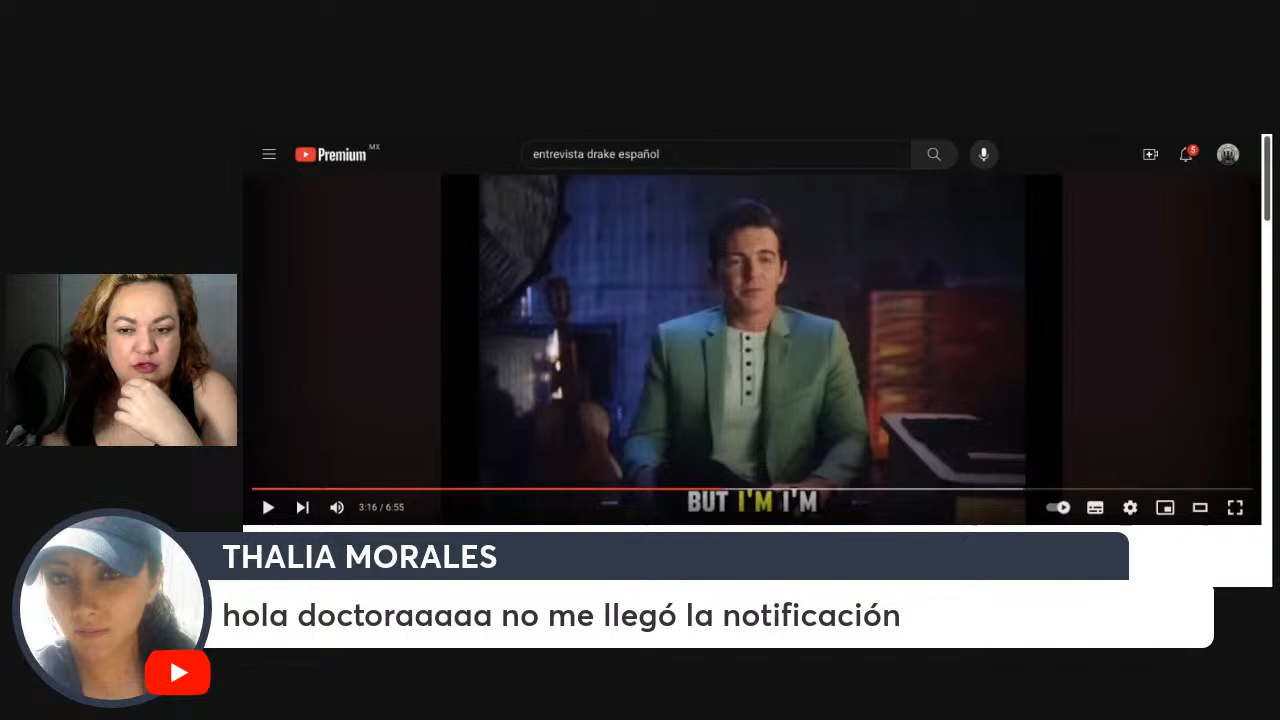 Premium MX
entrevista drake español
5
BUT I'M I'M
3:16 / 6:55
THALIA MORALES
hola doctoraaaaa no me llegó la notificación